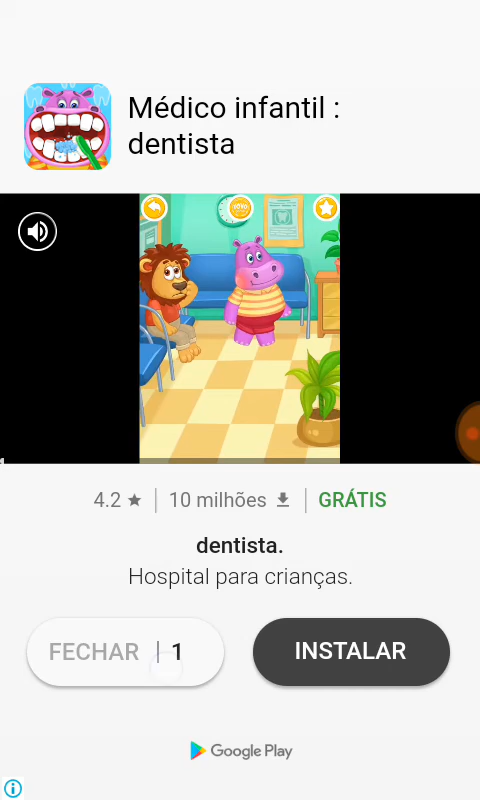 Médico infantil :
dentista
4.2 | 10 milhões | GRÁTIS
dentista.
Hospital para crianças.
FECHAR | 1
INSTALAR
Google Play